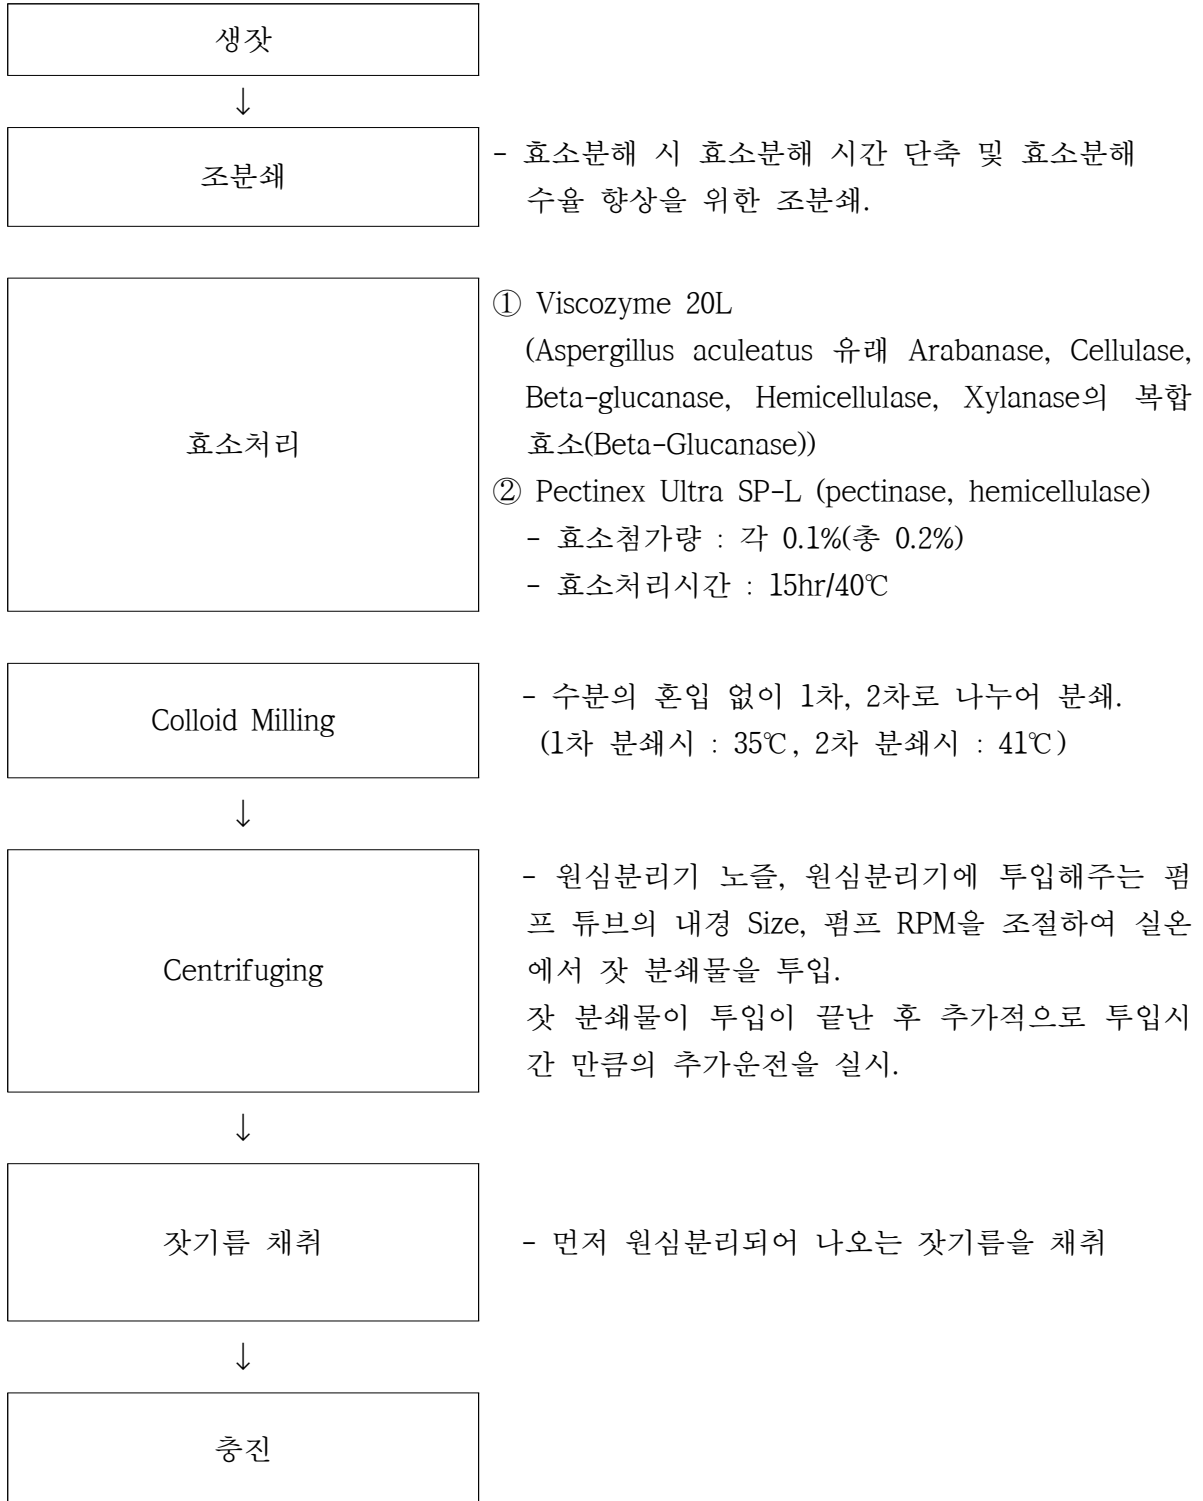 생잣
↓
조분쇄
- 효소분해 시 효소분해 시간 단축 및 효소분해
수율 향상을 위한 조분쇄.
효소처리
① Viscozyme 20L
(Aspergillus aculeatus 유래 Arabanase, Cellulase,
Beta-glucanase, Hemicellulase, Xylanase의 복합
효소(Beta-Glucanase))
② Pectinex Ultra SP-L (pectinase, hemicellulase)
- 효소첨가량 : 각 0.1%(총 0.2%)
- 효소처리시간 : 15hr/40℃
Colloid Milling
- 수분의 혼입 없이 1차, 2차로 나누어 분쇄.
(1차 분쇄시 : 35℃, 2차 분쇄시 : 41℃)
↓
Centrifuging
- 원심분리기 노즐, 원심분리기에 투입해주는 펌
프 튜브의 내경 Size, 펌프 RPM을 조절하여 실온
에서 잣 분쇄물을 투입.
잣 분쇄물이 투입이 끝난 후 추가적으로 투입시
간 만큼의 추가운전을 실시.
↓
잣기름 채취
- 먼저 원심분리되어 나오는 잣기름을 채취
↓
충진